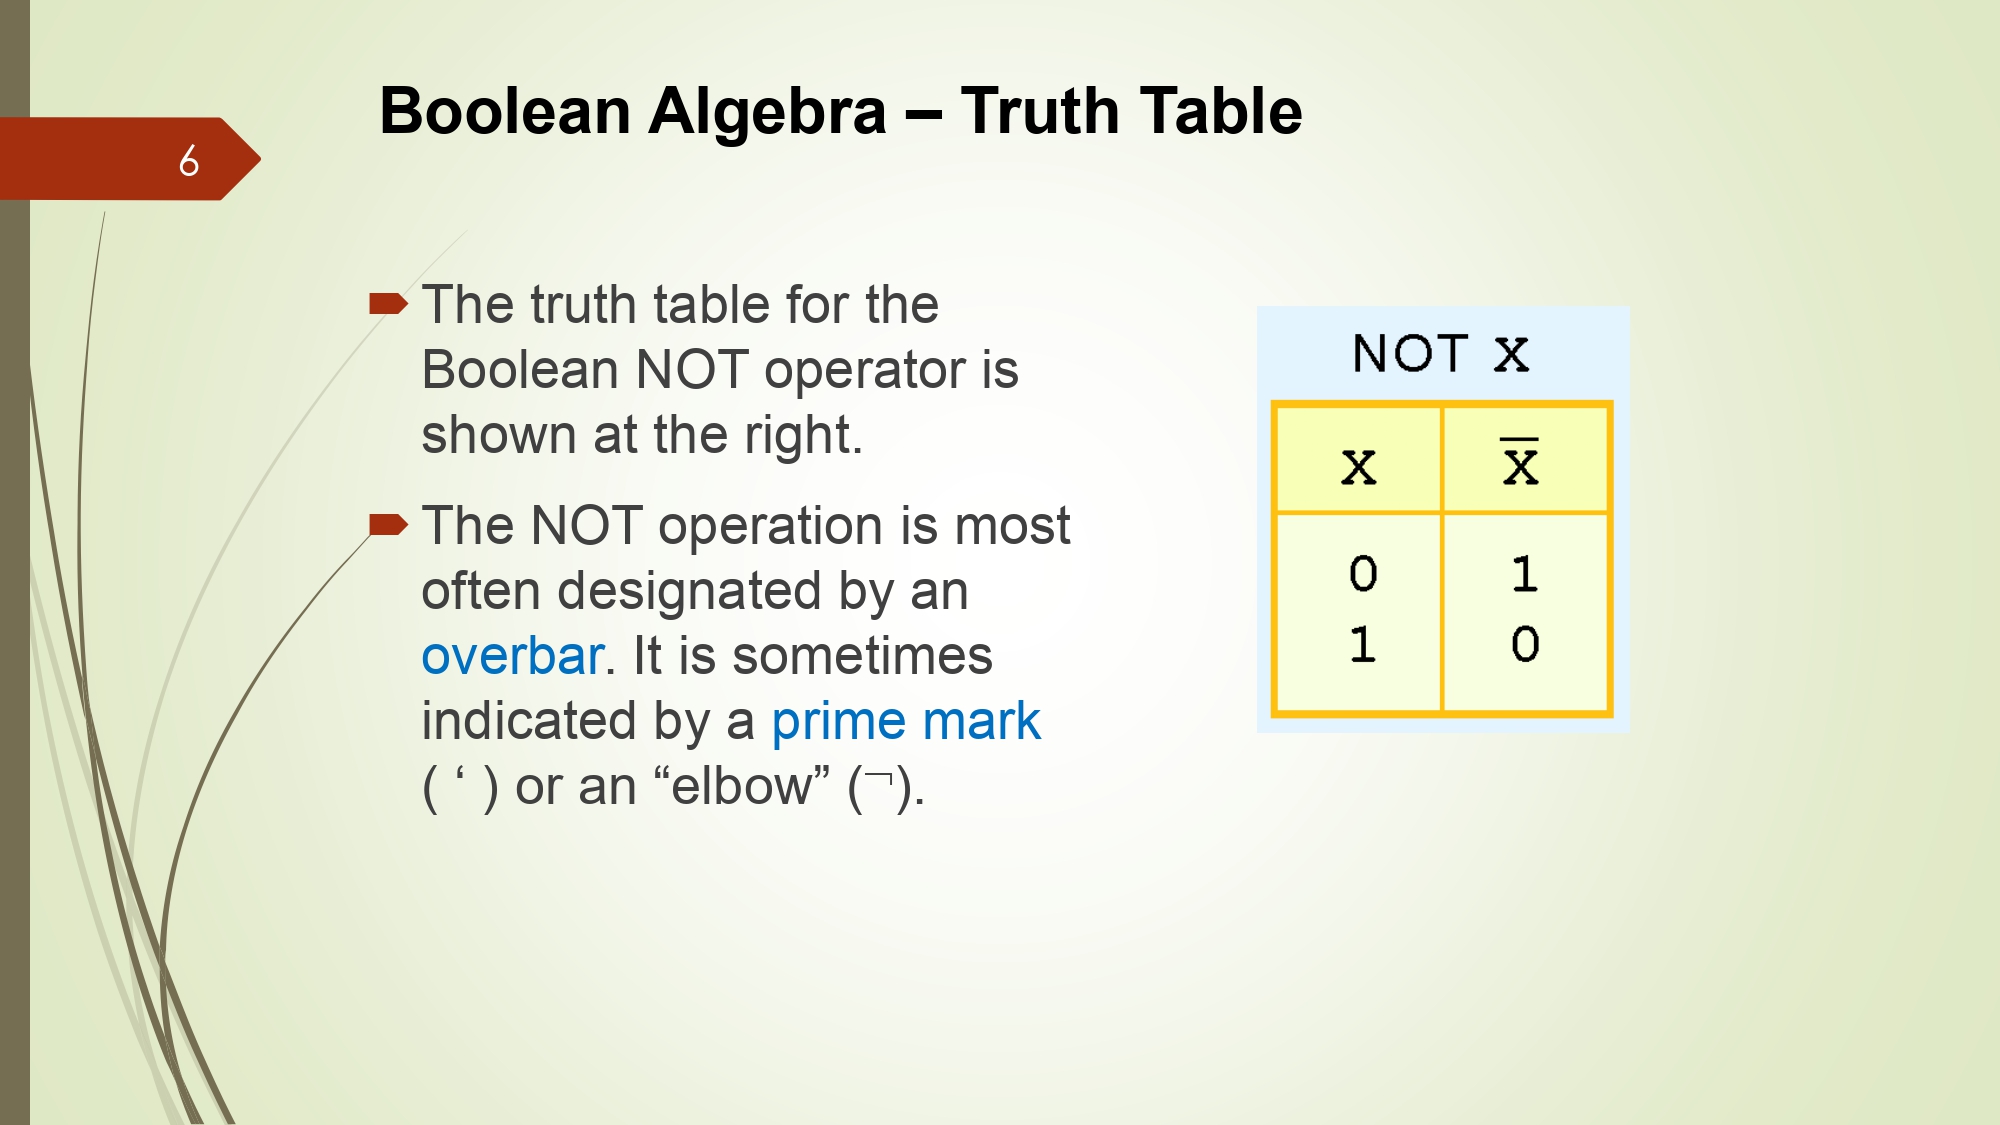 Boolean Algebra – Truth Table
6
The truth table for the
Boolean NOT operator is
shown at the right.
The NOT operation is most
often designated by an
overbar. It is sometimes
indicated by a prime mark
( ‘ ) or an “elbow” (¬).
NOT X
X X̅
0 1
1 0